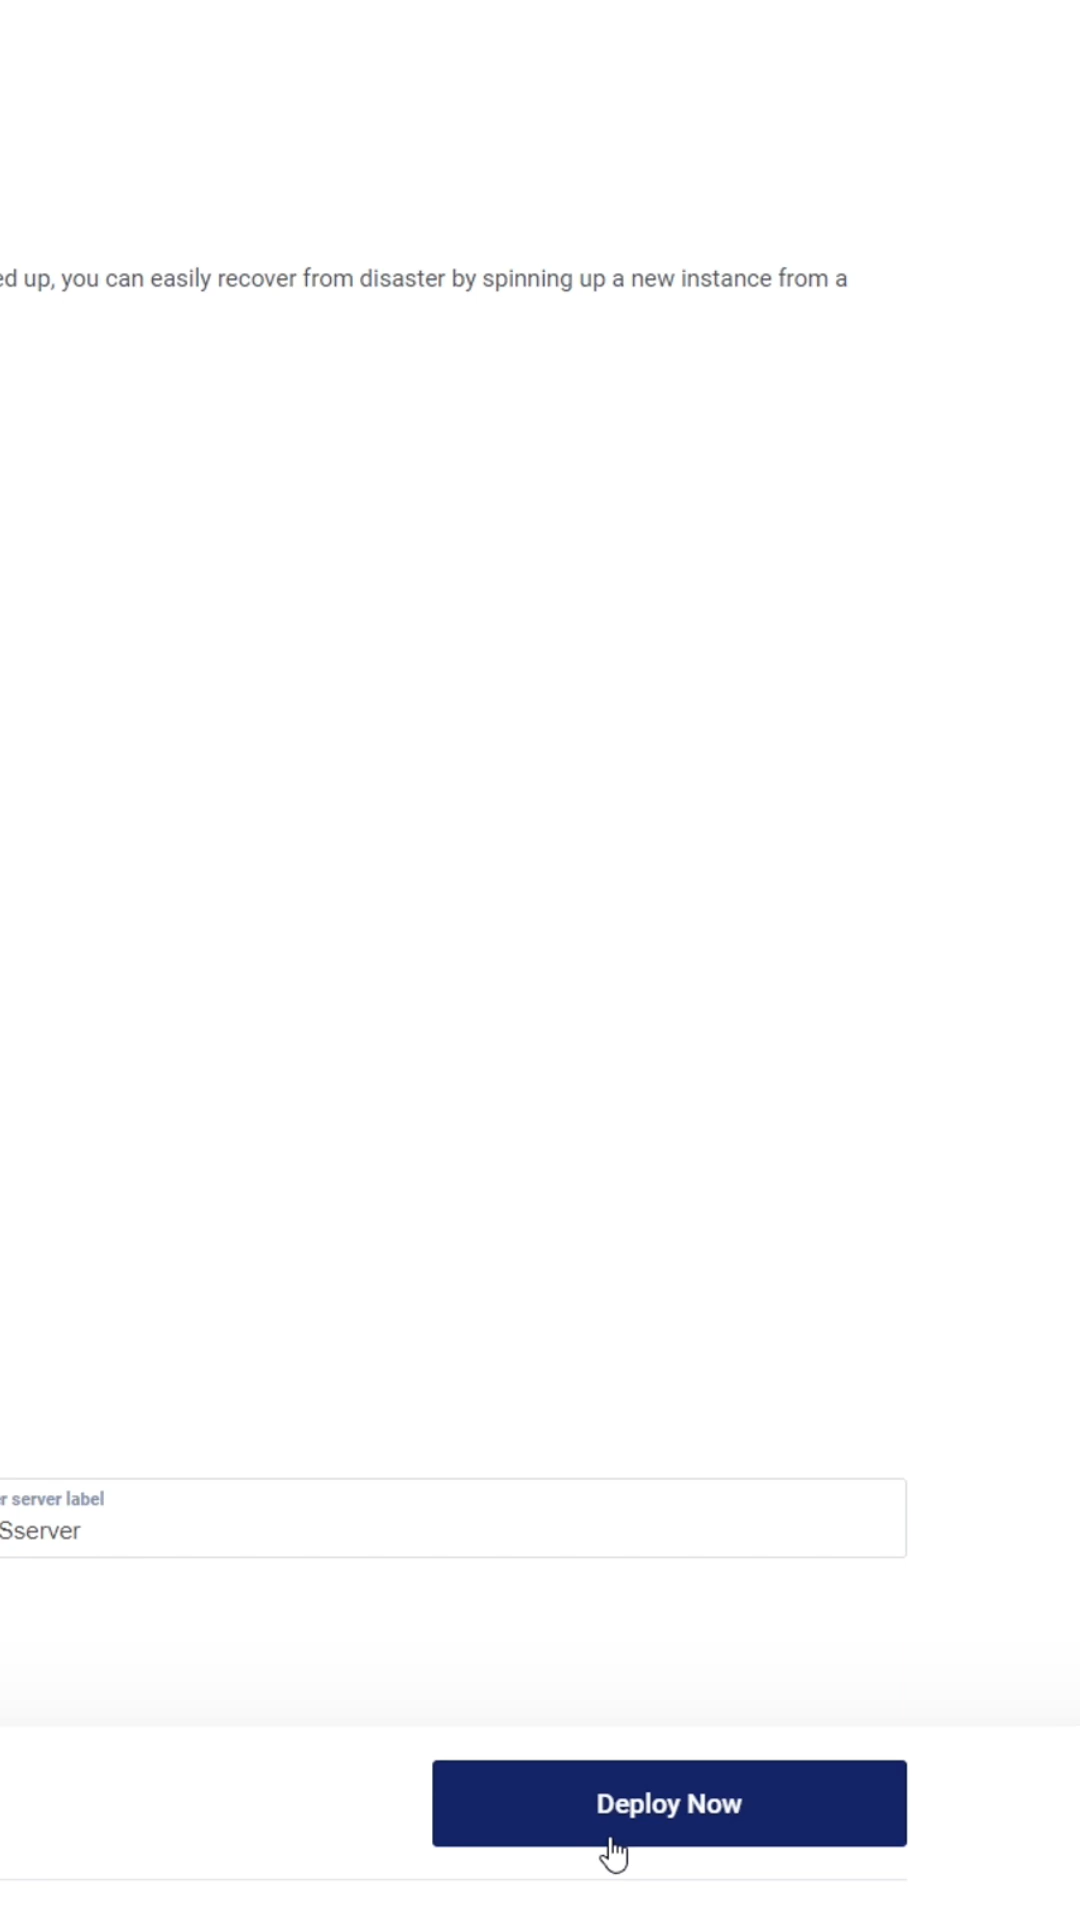 ed up, you can easily recover from disaster by spinning up a new instance from a
r server label
Sserver
Deploy Now